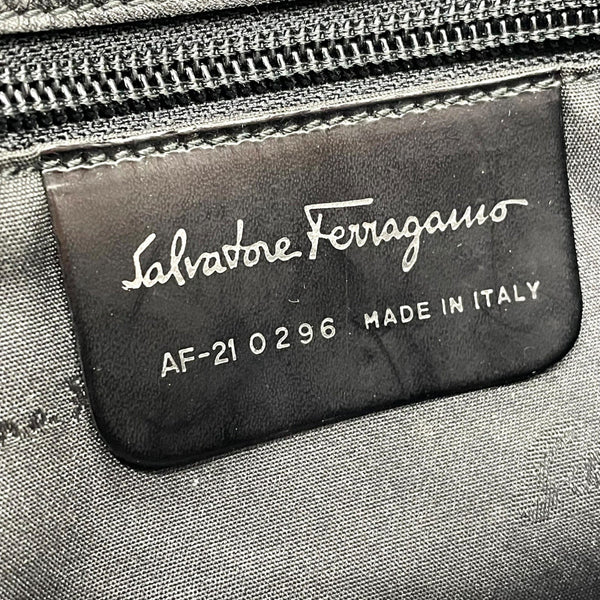 Salvatore Ferragamo
AF-21 0296 MADE IN ITALY